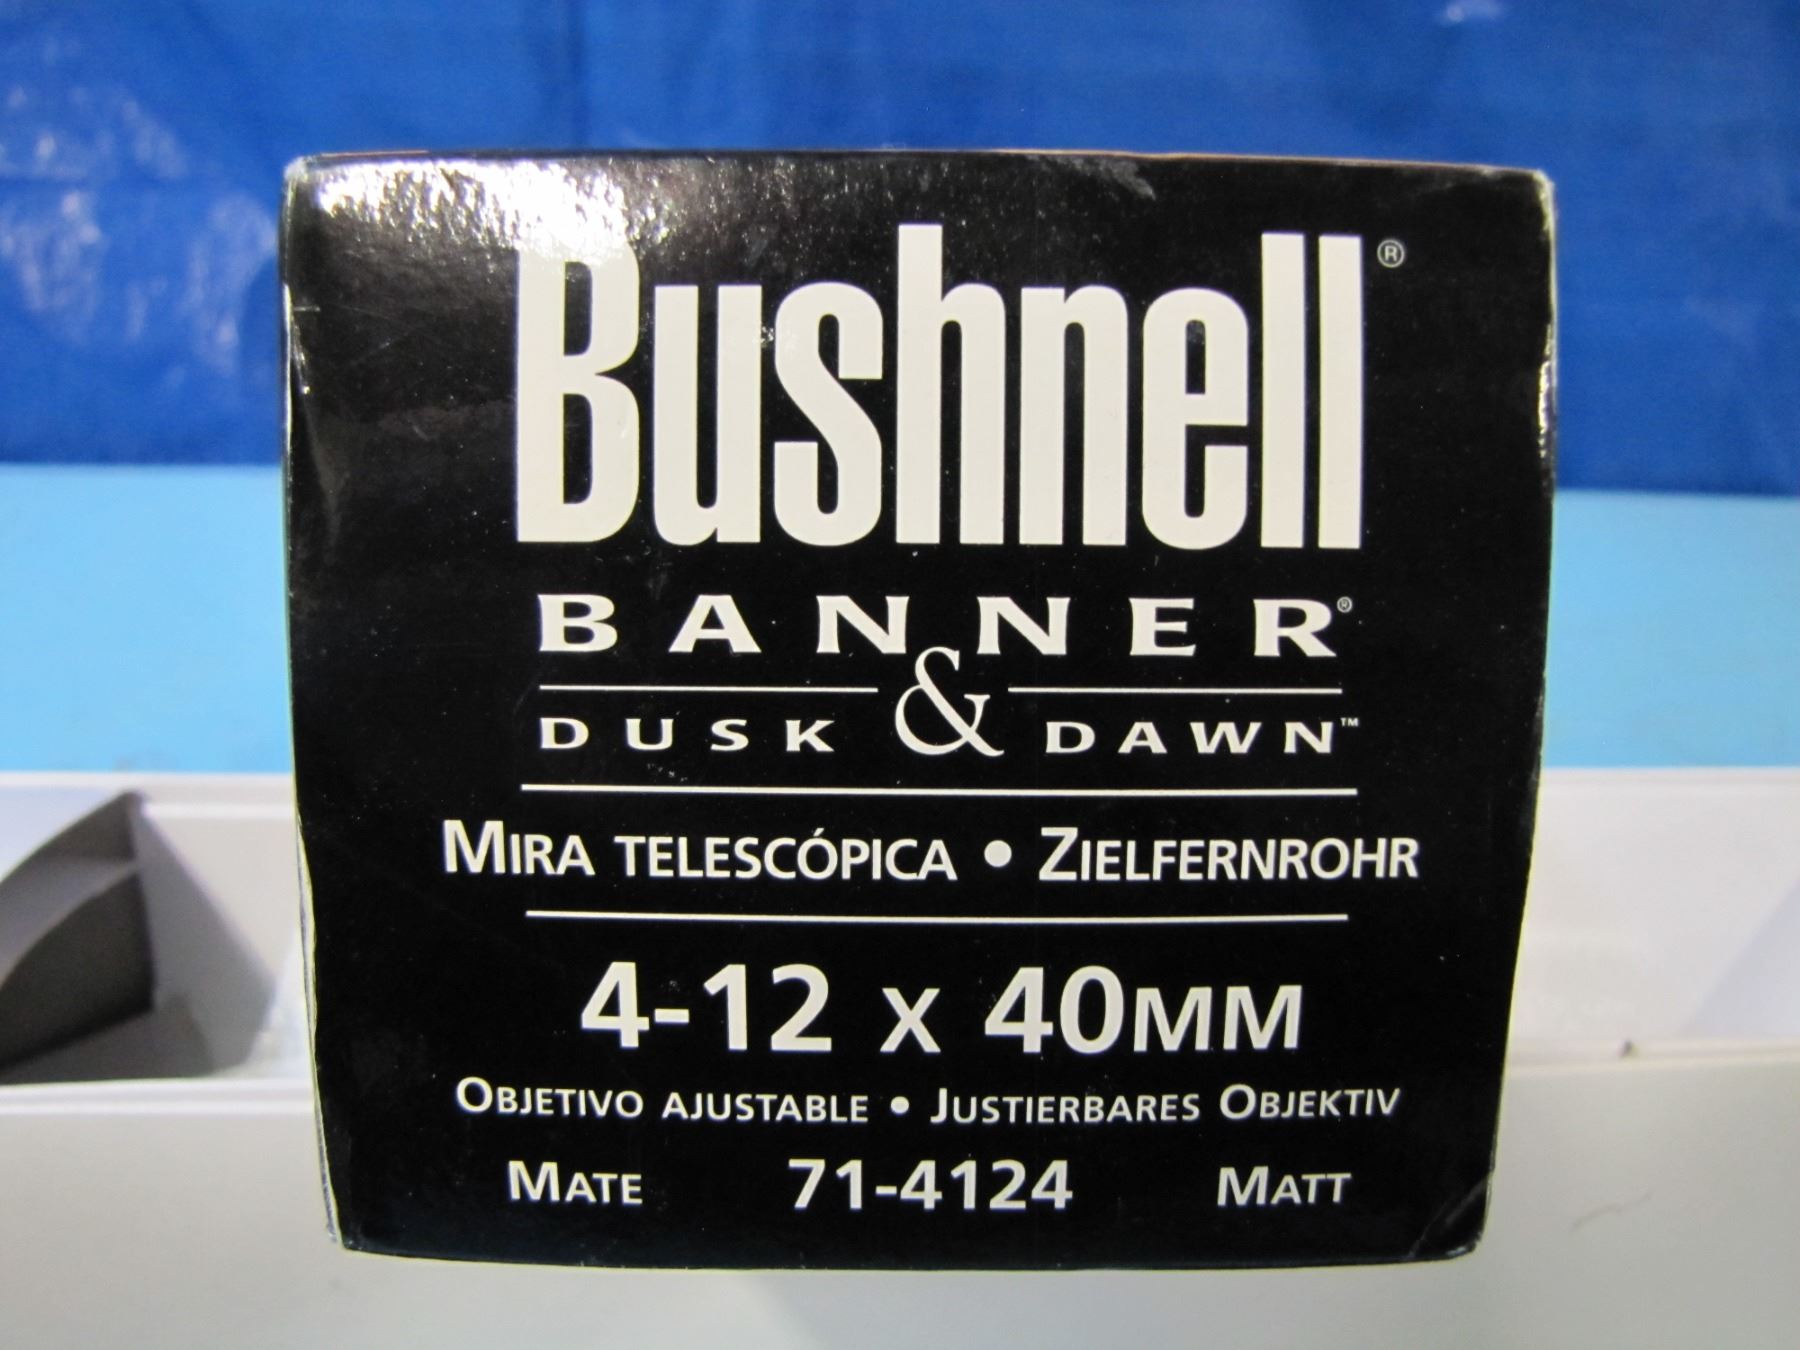 Bushnell®
BANNER®
DUSK & DAWN™
MIRA TELESCÓPICA • ZIELFERNROHR
4-12 x 40MM
OBJETIVO AJUSTABLE • JUSTIERBARES OBJEKTIV
MATE 71-4124 MATT